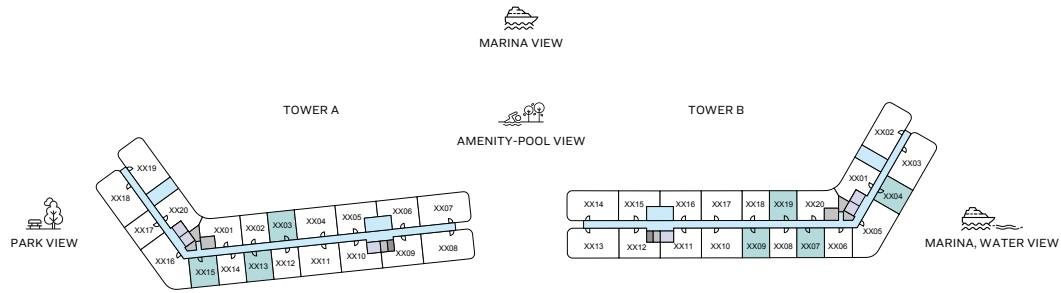 MARINA VIEW
TOWER A
TOWER B
AMENITY-POOL VIEW
PARK VIEW
MARINA, WATER VIEW
XX19
XX18
XX20
XX17
XX16
XX01
XX02
XX03
XX04
XX05
XX06
XX07
XX15
XX14
XX13
XX12
XX11
XX10
XX09
XX08
XX02
XX03
XX01
XX04
XX14
XX15
XX16
XX17
XX18
XX19
XX20
XX05
XX13
XX12
XX11
XX10
XX09
XX08
XX07
XX06